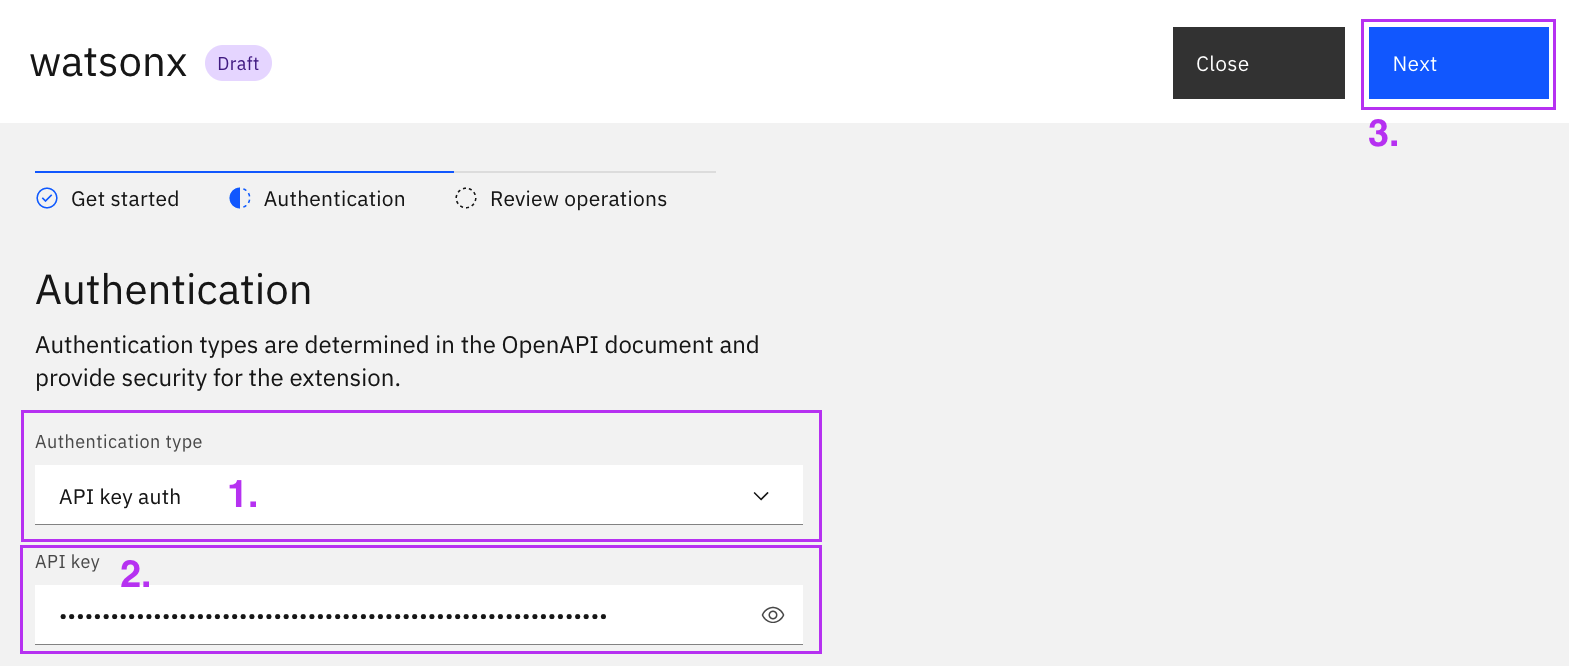 watsonx Draft Close Next
3.
Get started Authentication Review operations
Authentication
Authentication types are determined in the OpenAPI document and
provide security for the extension.
Authentication type
API key auth 1.
API key 2.
••••••••••••••••••••••••••••••••••••••••••••••••••••••••••••••••